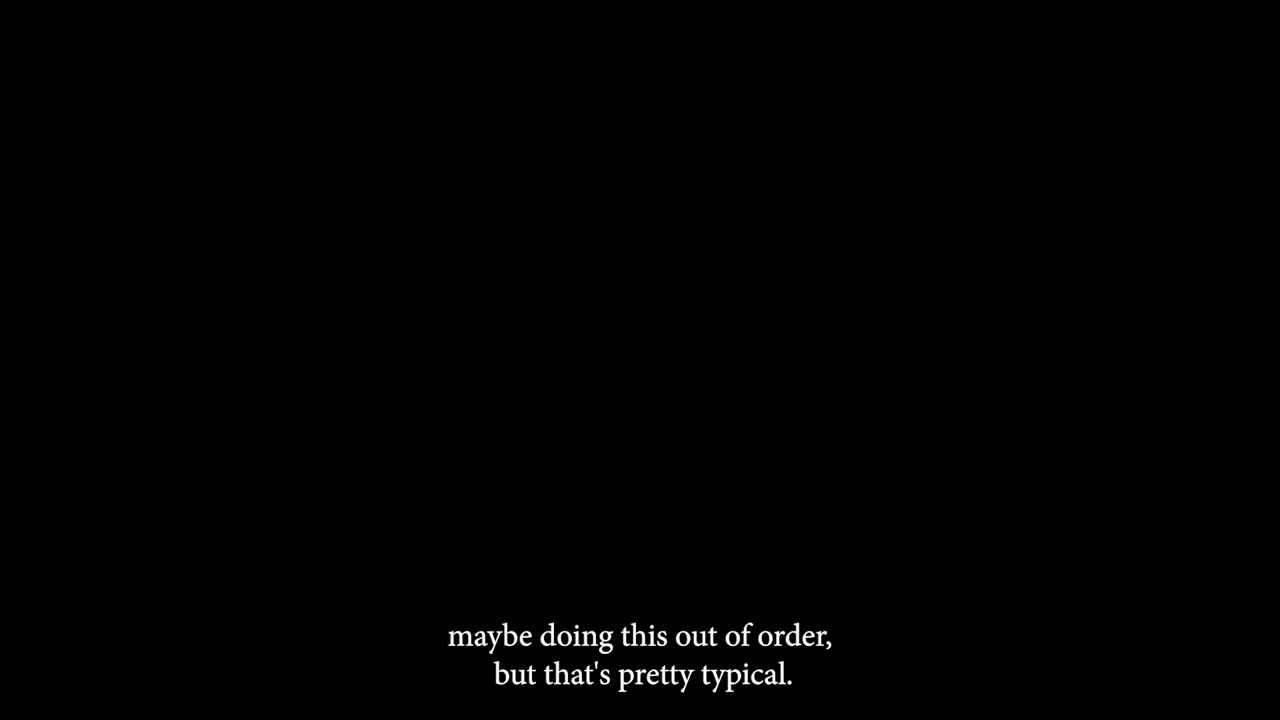 maybe doing this out of order,
but that's pretty typical.